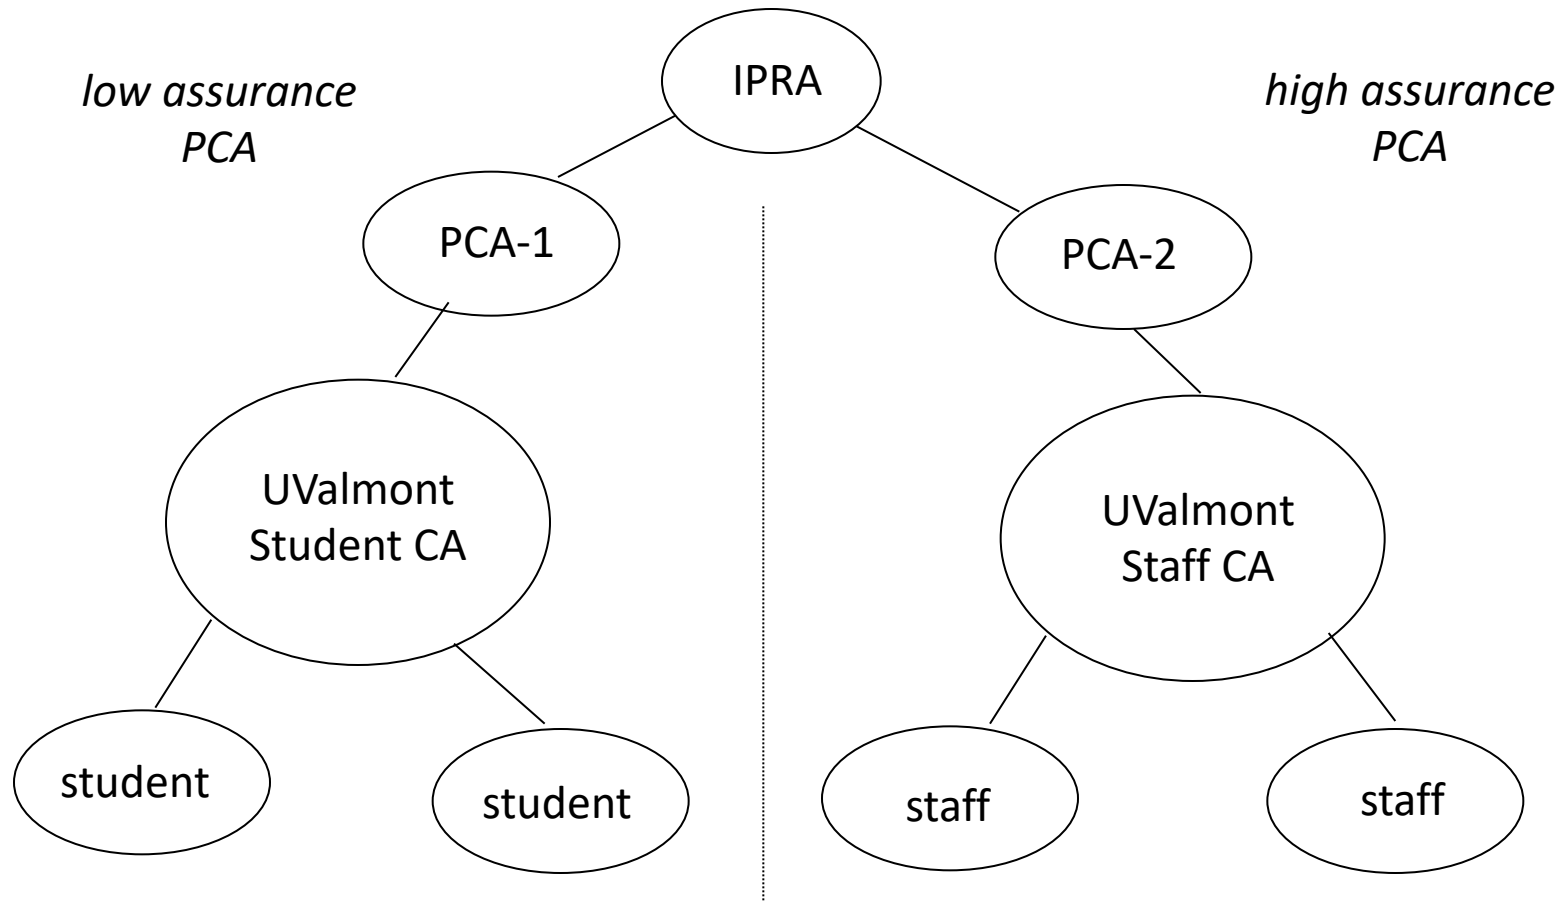 IPRA
low assurance
PCA
high assurance
PCA
PCA-1
PCA-2
UValmont
Student CA
UValmont
Staff CA
student
student
staff
staff